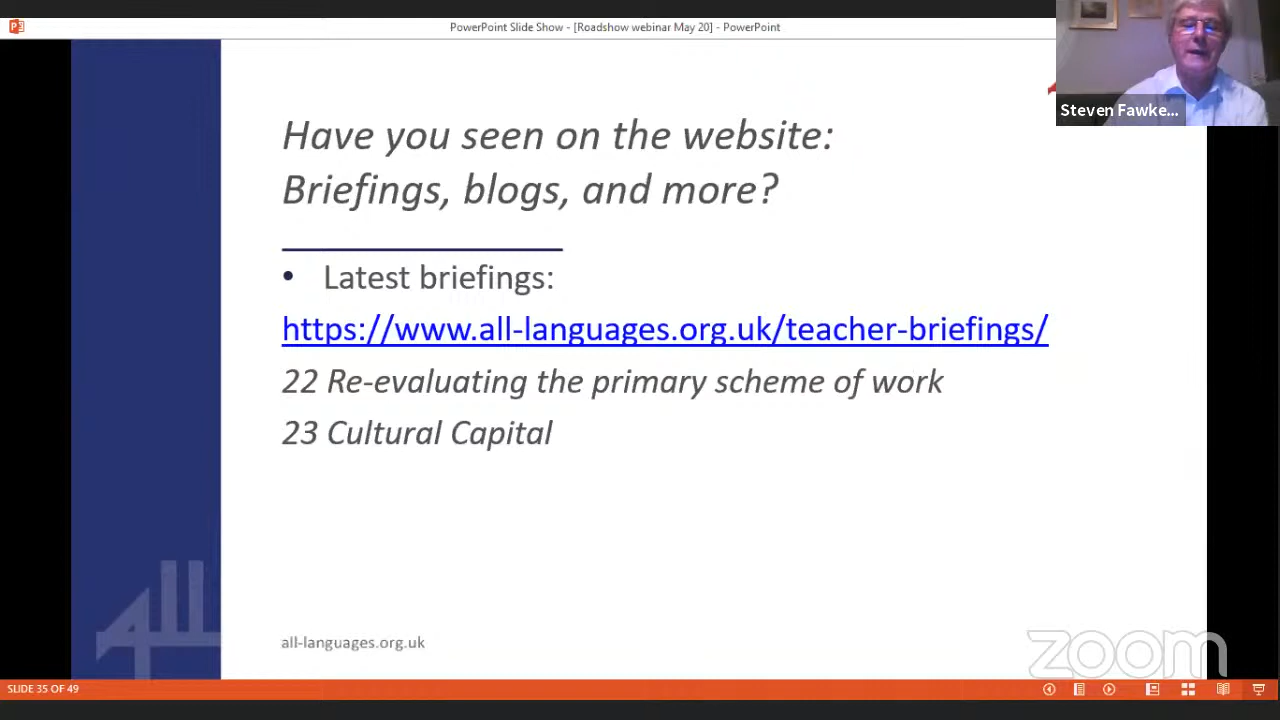 PowerPoint Slide Show - [Roadshow webinar May 20] - PowerPoint
Steven Fawke...
Have you seen on the website:
Briefings, blogs, and more?
• Latest briefings:
https://www.all-languages.org.uk/teacher-briefings/
22 Re-evaluating the primary scheme of work
23 Cultural Capital
all-languages.org.uk
zoom
SLIDE 35 OF 49